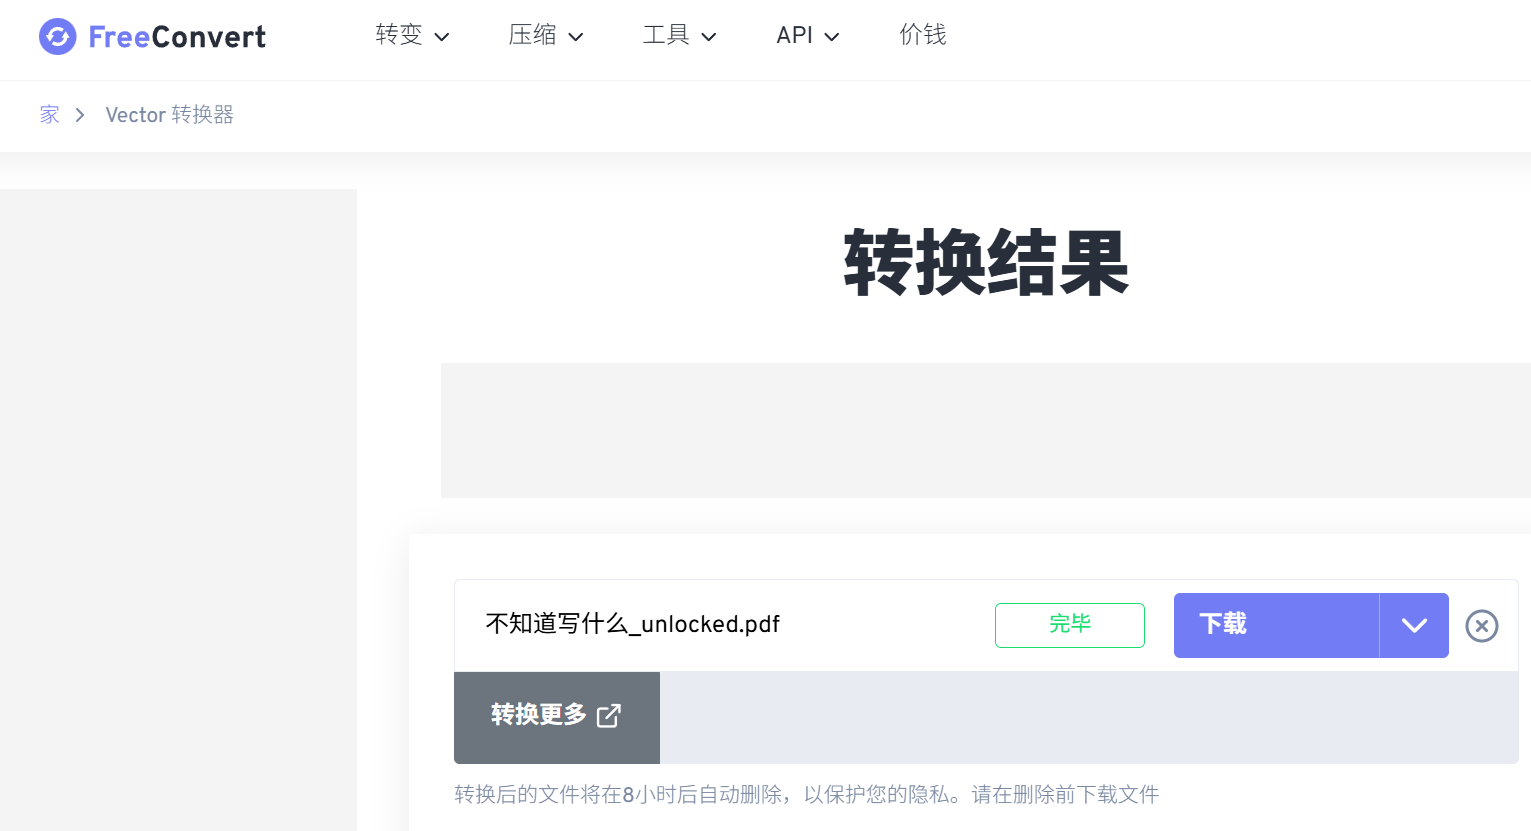 FreeConvert 转变 压缩 工具 API 价钱
家 > Vector 转换器
转换结果
不知道写什么_unlocked.pdf 完毕 下载
转换更多
转换后的文件将在8小时后自动删除，以保护您的隐私。请在删除前下载文件